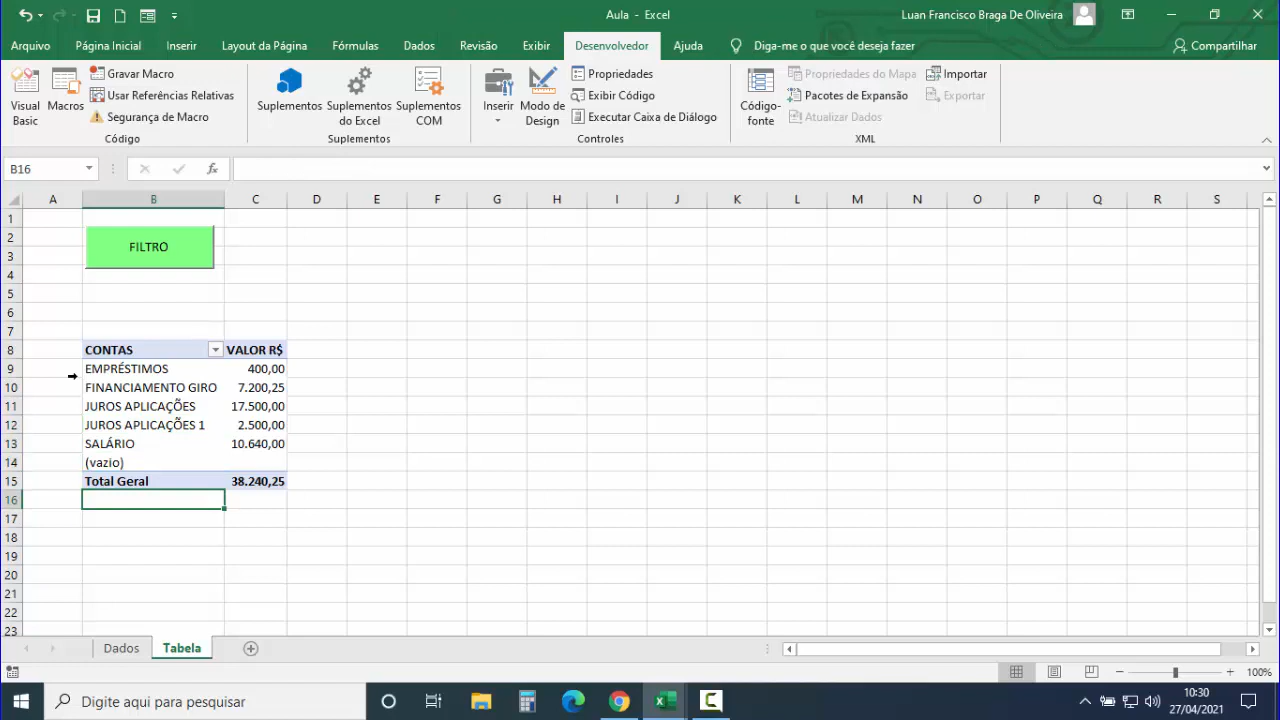 Aula - Excel
Luan Francisco Braga De Oliveira
Arquivo Página Inicial Inserir Layout da Página Fórmulas Dados Revisão Exibir Desenvolvedor Ajuda Diga-me o que você deseja fazer Compartilhar
Visual Basic
Macros
Gravar Macro
Usar Referências Relativas
Segurança de Macro
Código
Suplementos
Suplementos do Excel
Suplementos COM
Suplementos
Inserir
Modo de Design
Propriedades
Exibir Código
Executar Caixa de Diálogo
Controles
Código-fonte
Propriedades do Mapa
Pacotes de Expansão
Atualizar Dados
Importar
Exportar
XML
B16
fx
A B C D E F G H I J K L M N O P Q R S
1
2
FILTRO
3
4
5
6
7
8 CONTAS VALOR R$
9 EMPRÉSTIMOS 400,00
10 FINANCIAMENTO GIRO 7.200,25
11 JUROS APLICAÇÕES 17.500,00
12 JUROS APLICAÇÕES 1 2.500,00
13 SALÁRIO 10.640,00
14 (vazio)
15 Total Geral 38.240,25
16
17
18
19
20
21
22
23
Dados Tabela
100%
Digite aqui para pesquisar
10:30
27/04/2021